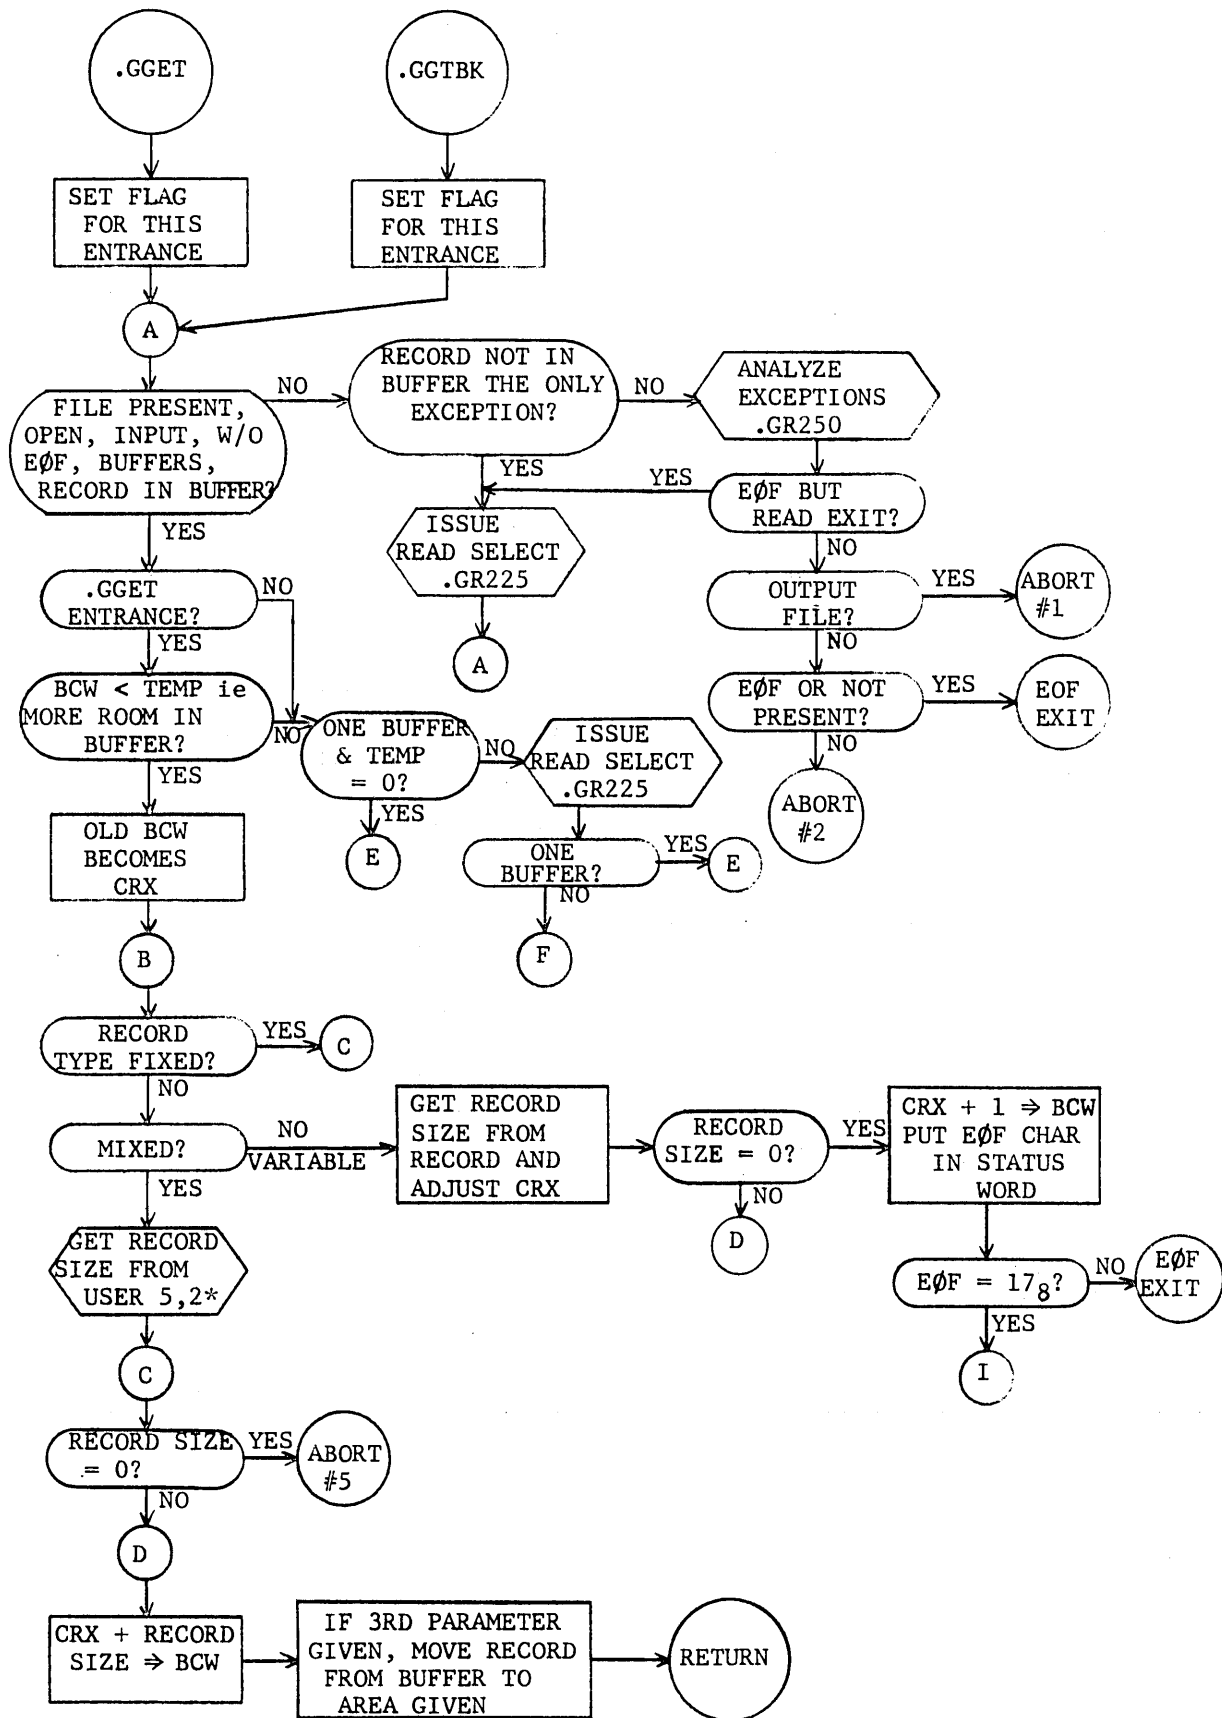 .GGET
.GGTBK
SET FLAG
FOR THIS
ENTRANCE
SET FLAG
FOR THIS
ENTRANCE
A
FILE PRESENT,
OPEN, INPUT, W/O
EØF, BUFFERS,
RECORD IN BUFFER?
NO
RECORD NOT IN
BUFFER THE ONLY
EXCEPTION?
NO
ANALYZE
EXCEPTIONS
.GR250
YES
YES
EØF BUT
READ EXIT?
YES
ISSUE
READ SELECT
.GR225
A
NO
OUTPUT
FILE?
YES
ABORT
#1
NO
EØF OR NOT
PRESENT?
YES
EOF
EXIT
NO
ABORT
#2
.GGET
ENTRANCE?
NO
YES
BCW < TEMP ie
MORE ROOM IN
BUFFER?
NO
ONE BUFFER
& TEMP
= 0?
NO
ISSUE
READ SELECT
.GR225
YES
E
ONE
BUFFER?
YES
E
NO
F
YES
OLD BCW
BECOMES
CRX
B
RECORD
TYPE FIXED?
YES
C
NO
MIXED?
NO
VARIABLE
GET RECORD
SIZE FROM
RECORD AND
ADJUST CRX
RECORD
SIZE = 0?
YES
CRX + 1 ⇒ BCW
PUT EØF CHAR
IN STATUS
WORD
NO
D
EØF = 17₈?
NO
EØF
EXIT
YES
I
YES
GET RECORD
SIZE FROM
USER 5,2*
C
RECORD SIZE
= 0?
YES
ABORT
#5
NO
D
CRX + RECORD
SIZE ⇒ BCW
IF 3RD PARAMETER
GIVEN, MOVE RECORD
FROM BUFFER TO
AREA GIVEN
RETURN